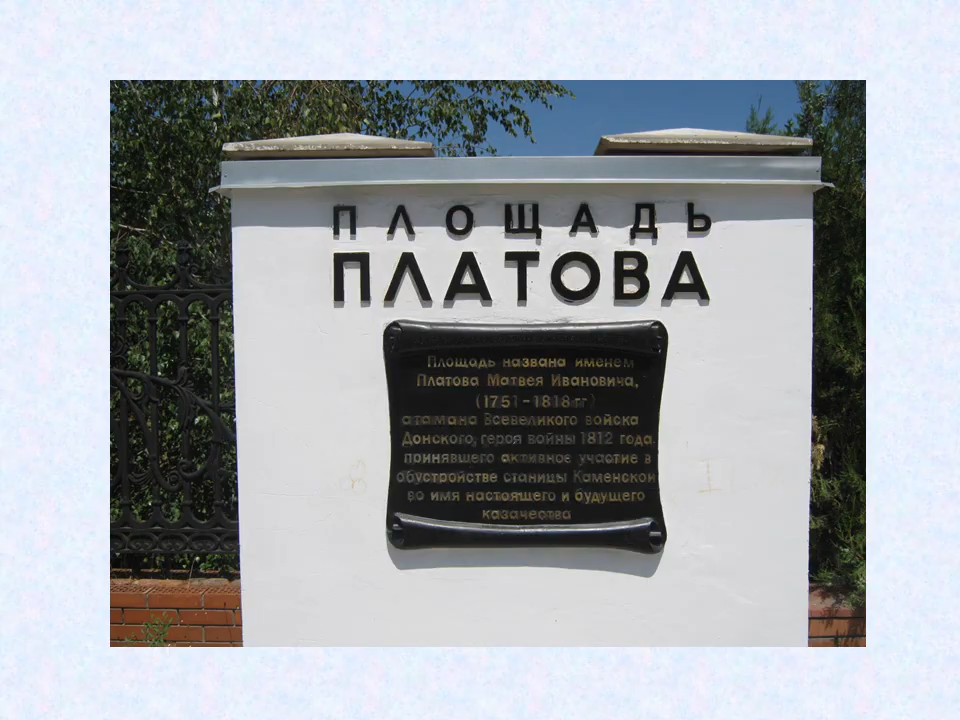 ПЛОЩАДЬ
ПЛАТОВА
Площадь названа именем
Платова Матвея Ивановича,
(1751-1818гг)
атамана Всевеликого войска
Донского, героя войны 1812 года.
принявшего активное участие в
обустройстве станицы Каменской
во имя настоящего и будущего
казачества